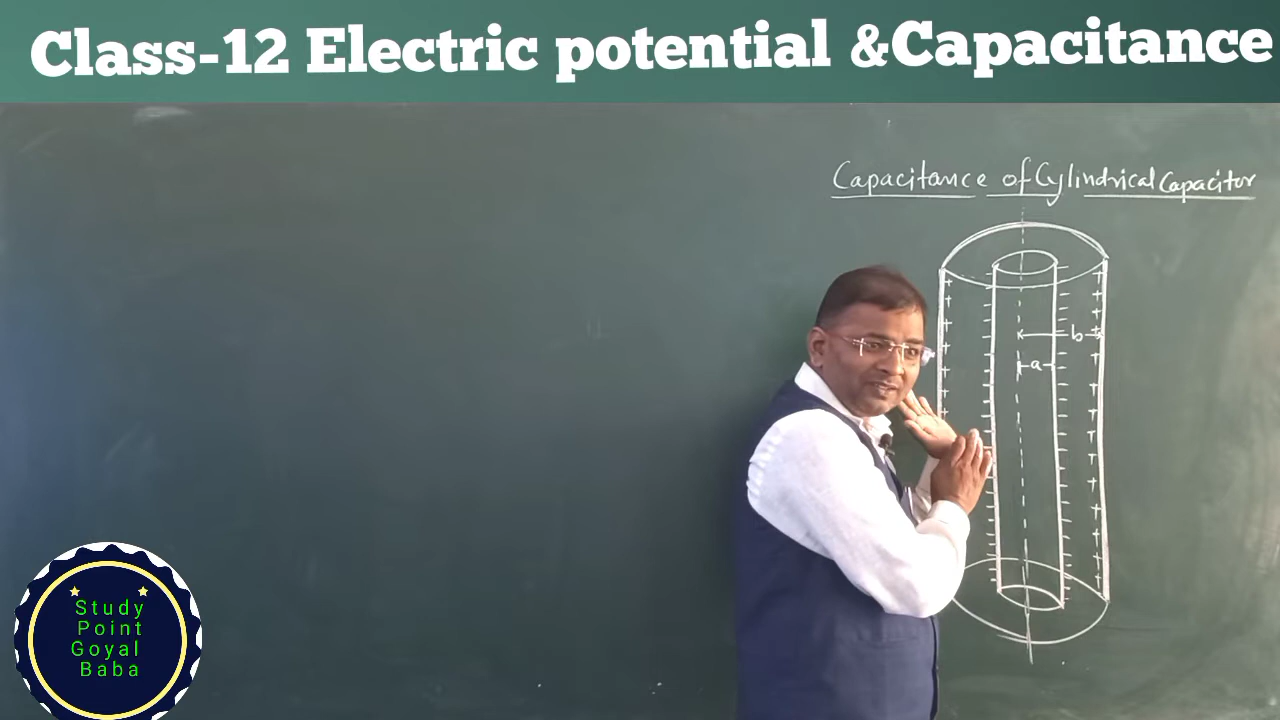 Class-12 Electric potential &Capacitance
Capacitance of Cylindrical Capacitor
b
a
Study
Point
Goyal
Baba